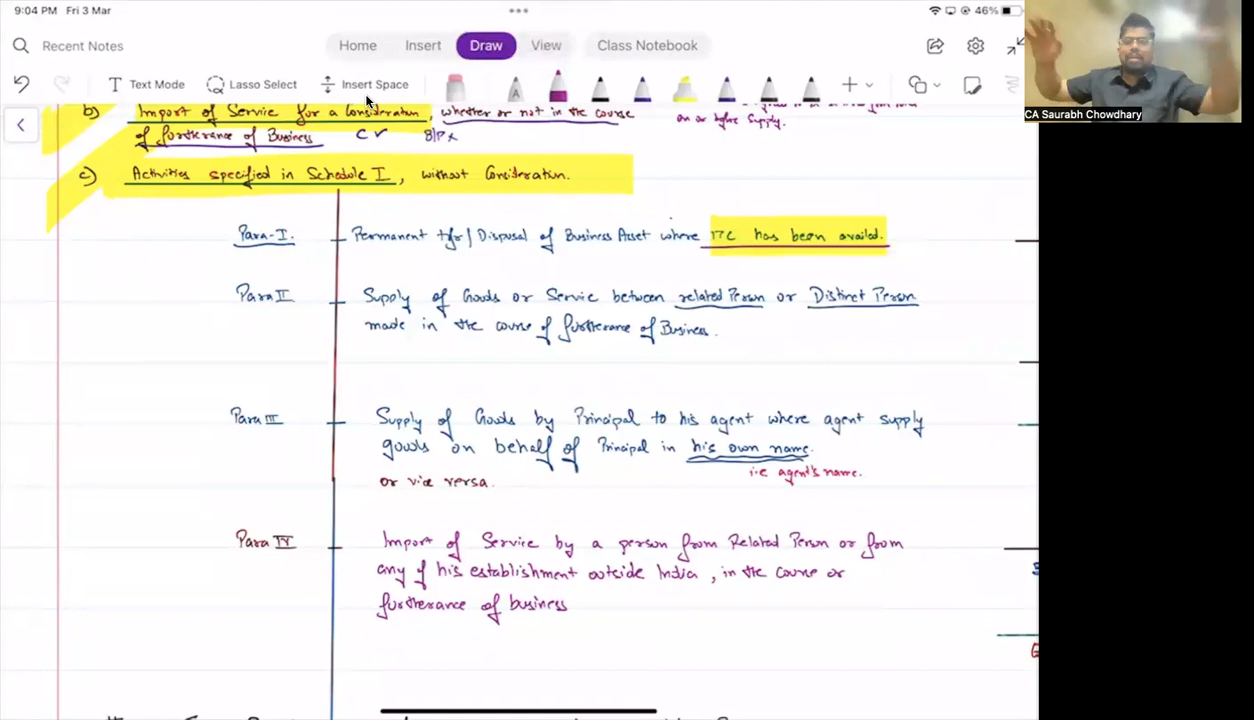 9:04 PM Fri 3 Mar
46%
Recent Notes
Home Insert Draw View Class Notebook
Text Mode Lasso Select Insert Space
b) Import of Service for a Consideration, whether or not in the course
on or before supply.
of furtherance of Business C ✓ B/P x
c) Activities specified in Schedule I, without Consideration.
Para-I. Permanent tfr/Disposal of Business Asset where ITC has been availed.
Para II Supply of Goods or Service between related Person or Distinct Person
made in the course of furtherance of Business.
Para III Supply of Goods by Principal to his agent where agent supply
goods on behalf of Principal in his own name.
i.e agent's name.
or vice versa.
Para IV Import of Service by a person from Related Person or from
any of his establishment outside India, in the course or
furtherance of business
CA Saurabh Chowdhary